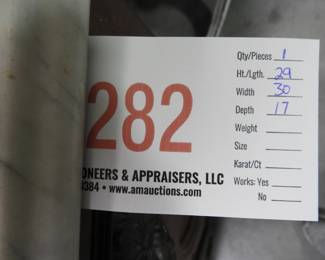 Qty/Pieces 1
Ht./Lgth. 29
Width 30
Depth 17
Weight
Size
Karat/Ct
Works: Yes
No
282
ONEERS & APPRAISERS, LLC
384 • www.amauctions.com